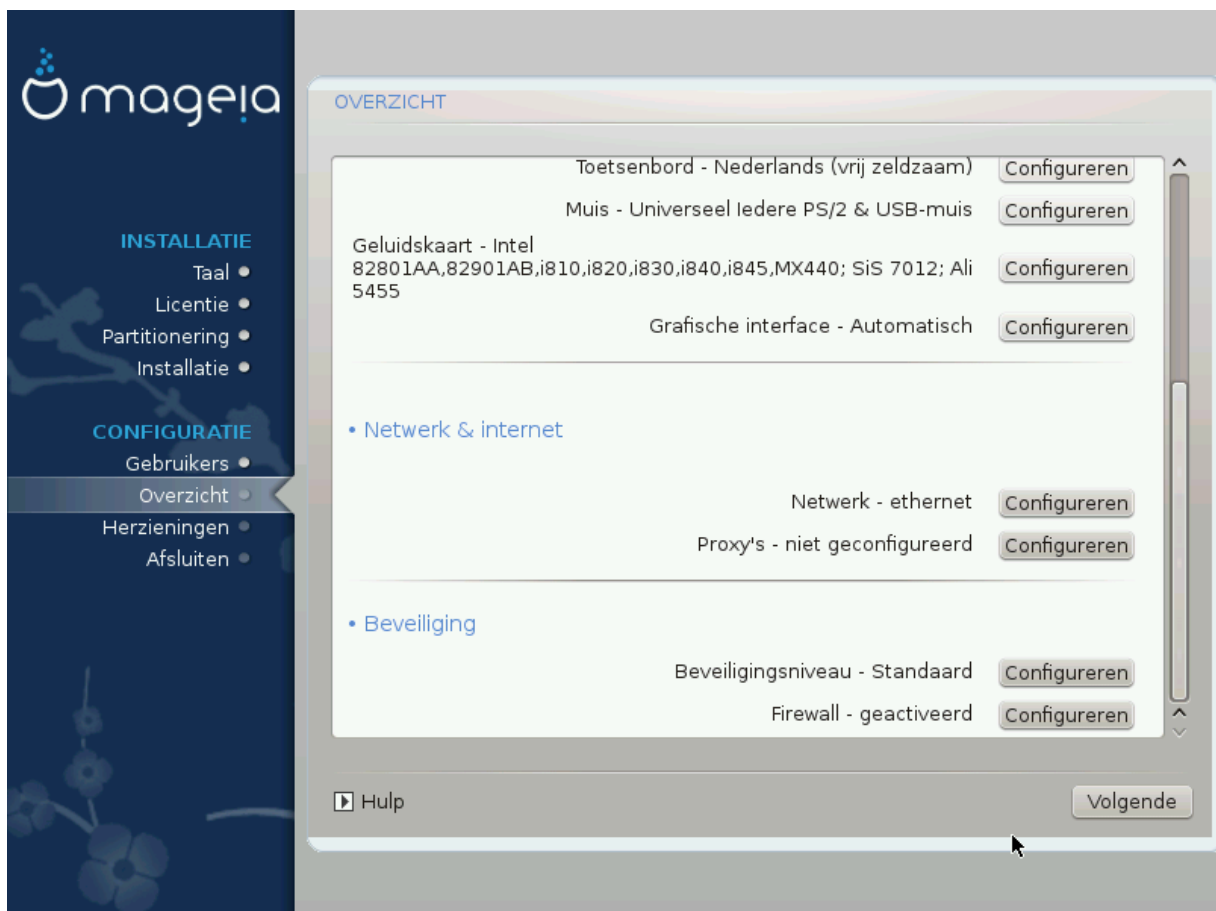 mageia
INSTALLATIE
Taal
Licentie
Partitionering
Installatie
CONFIGURATIE
Gebruikers
Overzicht
Herzieningen
Afsluiten
OVERZICHT
Toetsenbord - Nederlands (vrij zeldzaam) Configureren
Muis - Universeel Iedere PS/2 & USB-muis Configureren
Geluidskaart - Intel
82801AA,82901AB,i810,i820,i830,i840,i845,MX440; SiS 7012; Ali Configureren
5455
Grafische interface - Automatisch Configureren
• Netwerk & internet
Netwerk - ethernet Configureren
Proxy's - niet geconfigureerd Configureren
• Beveiliging
Beveiligingsniveau - Standaard Configureren
Firewall - geactiveerd Configureren
Hulp Volgende